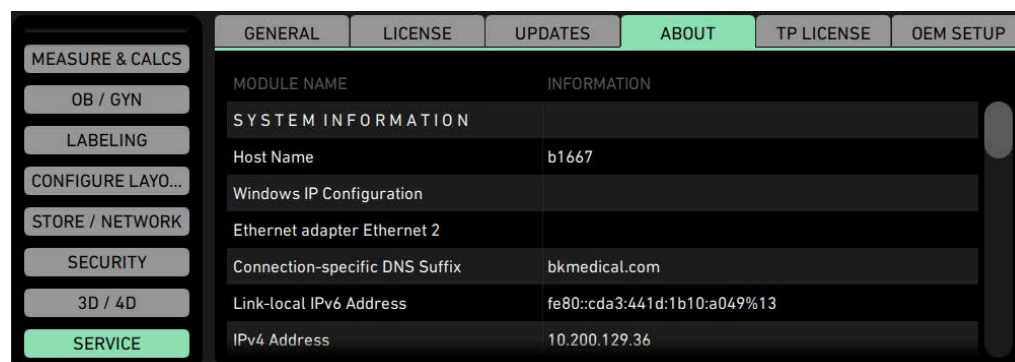 GENERAL LICENSE UPDATES ABOUT TP LICENSE OEM SETUP
MEASURE & CALCS
OB / GYN
LABELING
CONFIGURE LAYO...
STORE / NETWORK
SECURITY
3D / 4D
SERVICE
MODULE NAME INFORMATION
SYSTEM INFORMATION
Host Name b1667
Windows IP Configuration
Ethernet adapter Ethernet 2
Connection-specific DNS Suffix bkmedical.com
Link-local IPv6 Address fe80::cda3:441d:1b10:a049%13
IPv4 Address 10.200.129.36